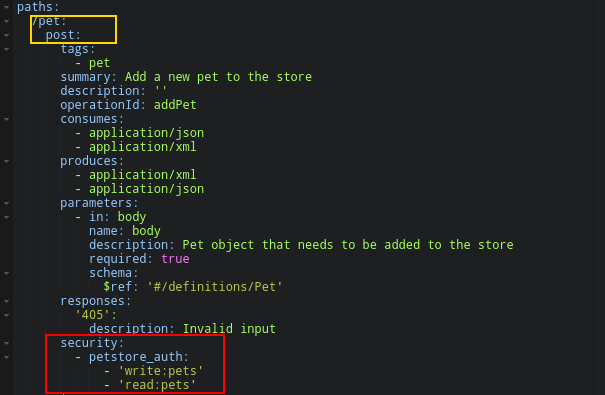 paths:
  /pet:
    post:
      tags:
        - pet
      summary: Add a new pet to the store
      description: ''
      operationId: addPet
      consumes:
        - application/json
        - application/xml
      produces:
        - application/xml
        - application/json
      parameters:
        - in: body
          name: body
          description: Pet object that needs to be added to the store
          required: true
          schema:
            $ref: '#/definitions/Pet'
      responses:
        '405':
          description: Invalid input
      security:
        - petstore_auth:
            - 'write:pets'
            - 'read:pets'